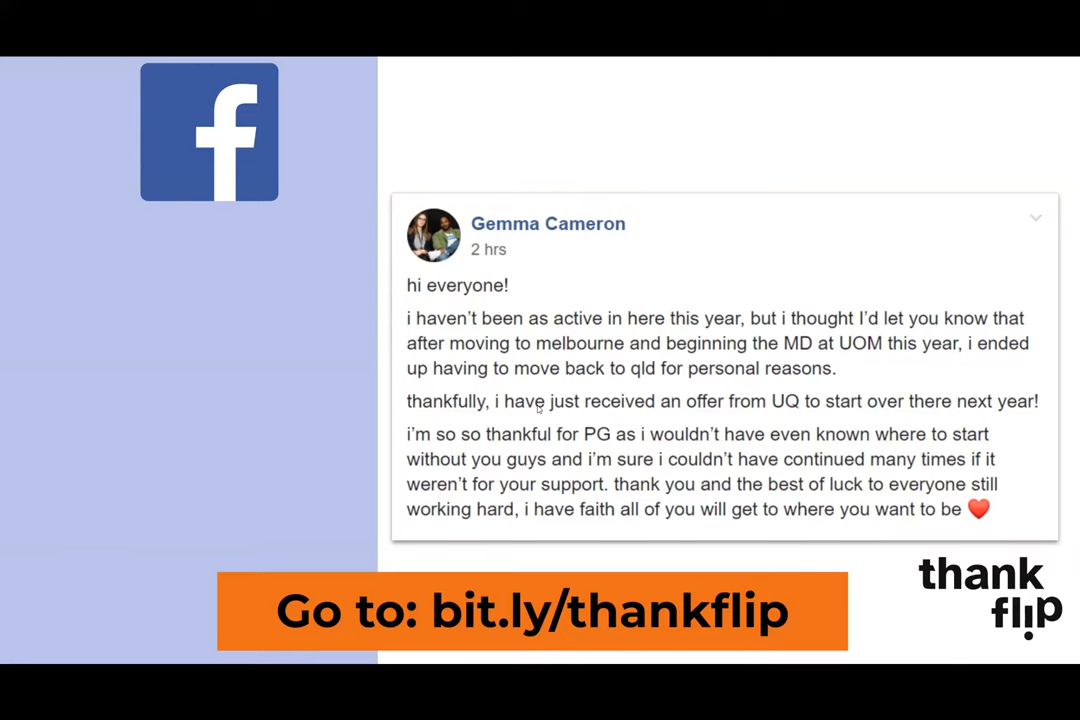 f
Gemma Cameron
2 hrs
hi everyone!
i haven't been as active in here this year, but i thought I'd let you know that
after moving to melbourne and beginning the MD at UOM this year, i ended
up having to move back to qld for personal reasons.
thankfully, i have just received an offer from UQ to start over there next year!
i'm so so thankful for PG as i wouldn't have even known where to start
without you guys and i'm sure i couldn't have continued many times if it
weren't for your support. thank you and the best of luck to everyone still
working hard, i have faith all of you will get to where you want to be ❤️
Go to: bit.ly/thankflip
thank
flip